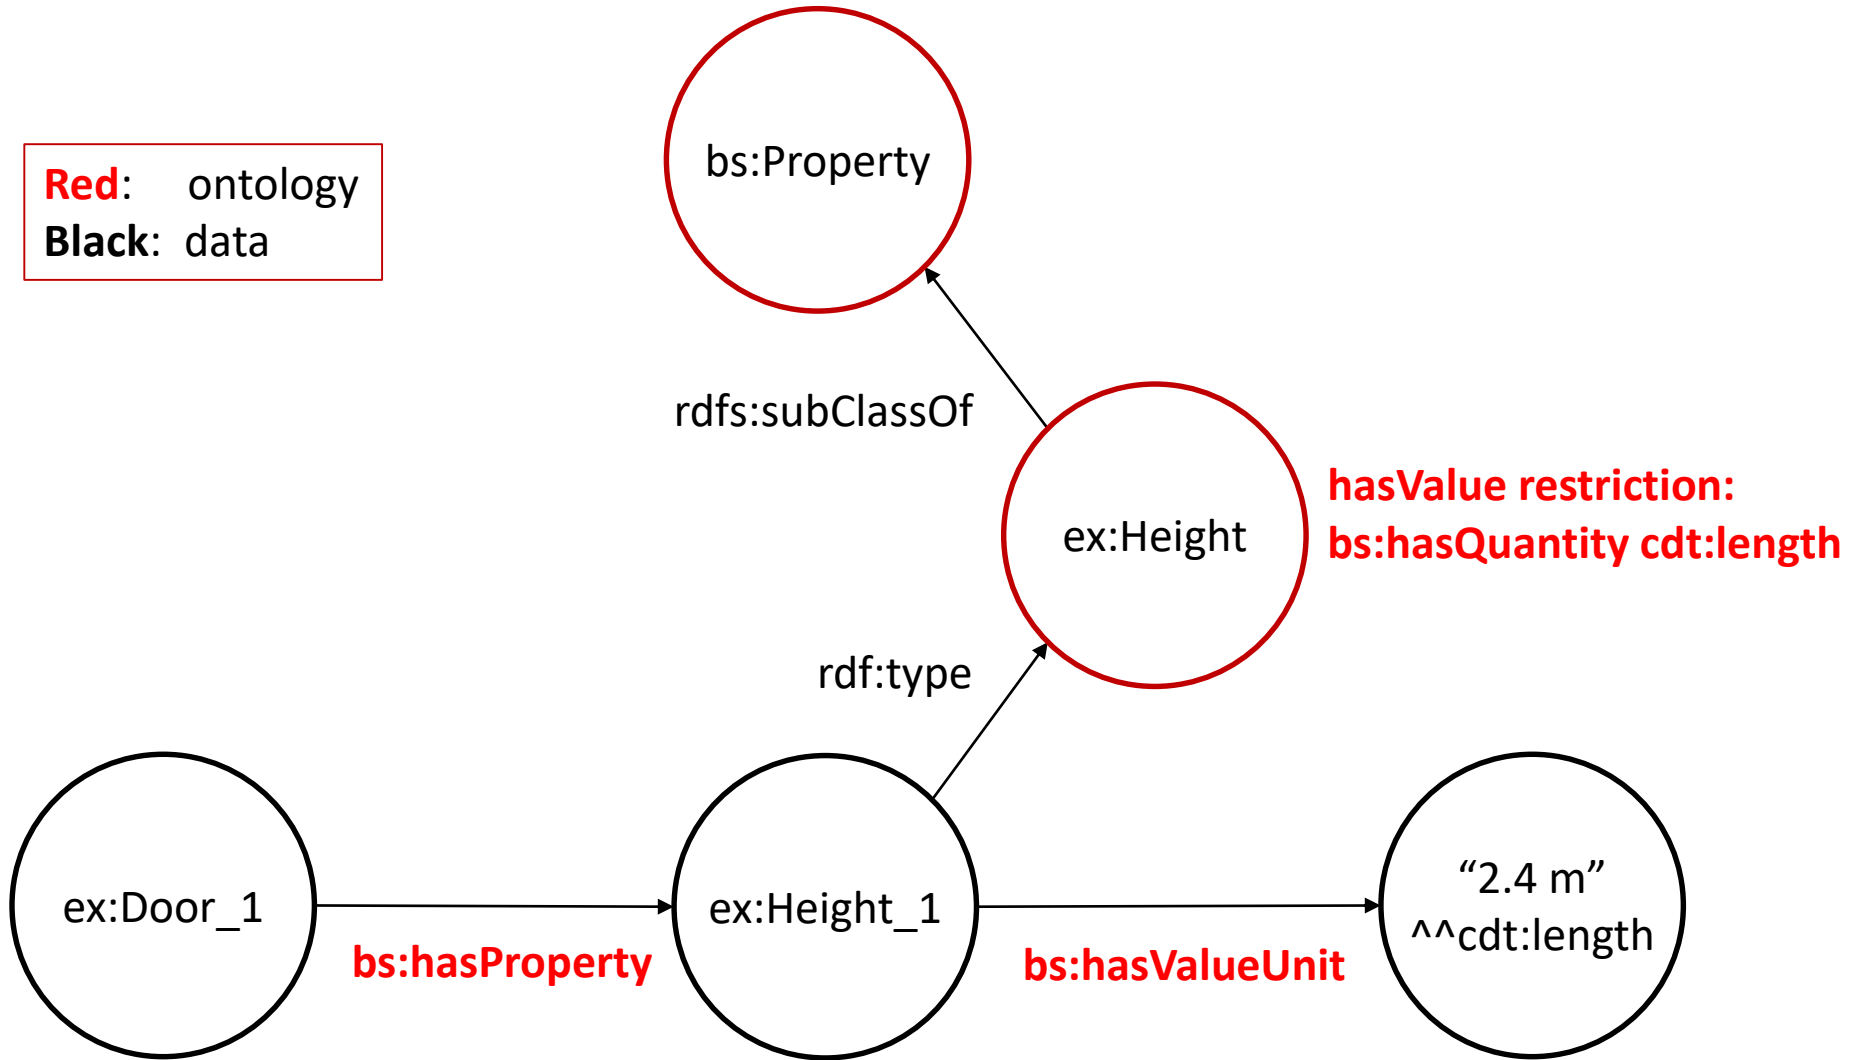 bs:Property
Red: ontology
Black: data
rdfs:subClassOf
hasValue restriction:
bs:hasQuantity cdt:length
ex:Height
rdf:type
ex:Door_1
bs:hasProperty
ex:Height_1
bs:hasValueUnit
“2.4 m”
^^cdt:length